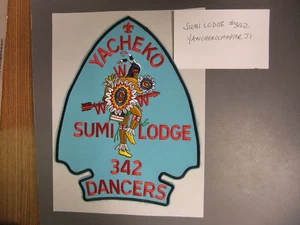 YACHEKO
SUMI LODGE
342
DANCERS
SUMI LODGE #342